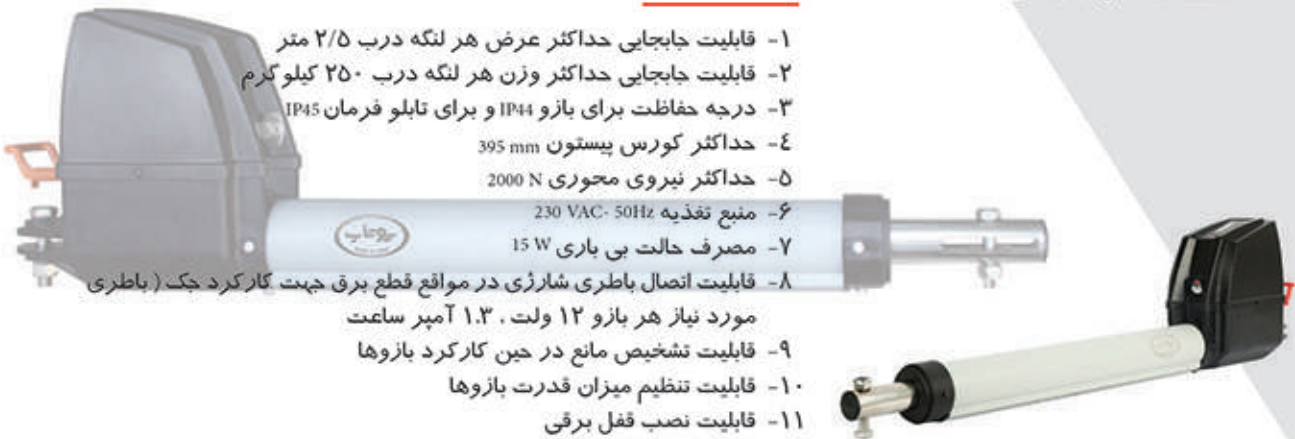 ۱- قابلیت جابجایی حداکثر عرض هر لنگه درب ۲/۵ متر
۲- قابلیت جابجایی حداکثر وزن هر لنگه درب ۲۵۰ کیلوگرم
۳- درجه حفاظت برای بازو IP44 و برای تابلو فرمان IP45
٤- حداکثر کورس پیستون 395 mm
۵- حداکثر نیروی محوری 2000 N
۶- منبع تغذیه 230 VAC- 50Hz
۷- مصرف حالت بی باری 15 W
۸- قابلیت اتصال باطری شارژی در مواقع قطع برق جهت کارکرد جک ( باطری
مورد نیاز هر بازو ۱۲ ولت ، ۱.۳ آمپر ساعت
۹- قابلیت تشخیص مانع در حین کارکرد بازوها
۱۰- قابلیت تنظیم میزان قدرت بازوها
۱۱- قابلیت نصب قفل برقی